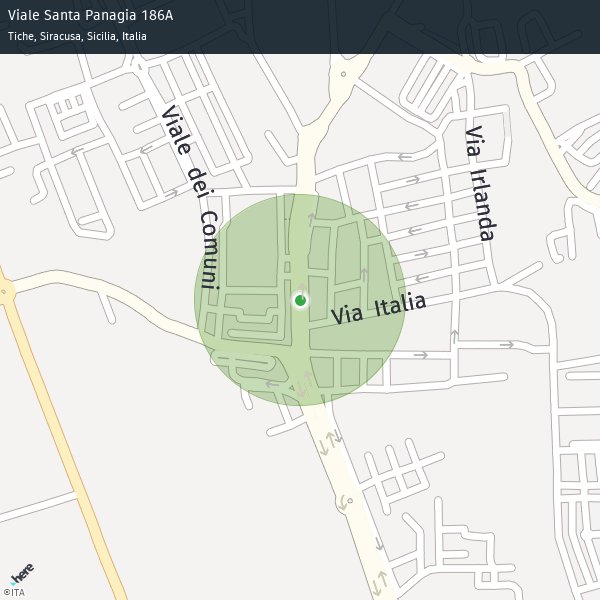 Viale Santa Panagia 186A
Tiche, Siracusa, Sicilia, Italia
Viale dei Comuni
Via Irlanda
Via Italia
here
©ITA